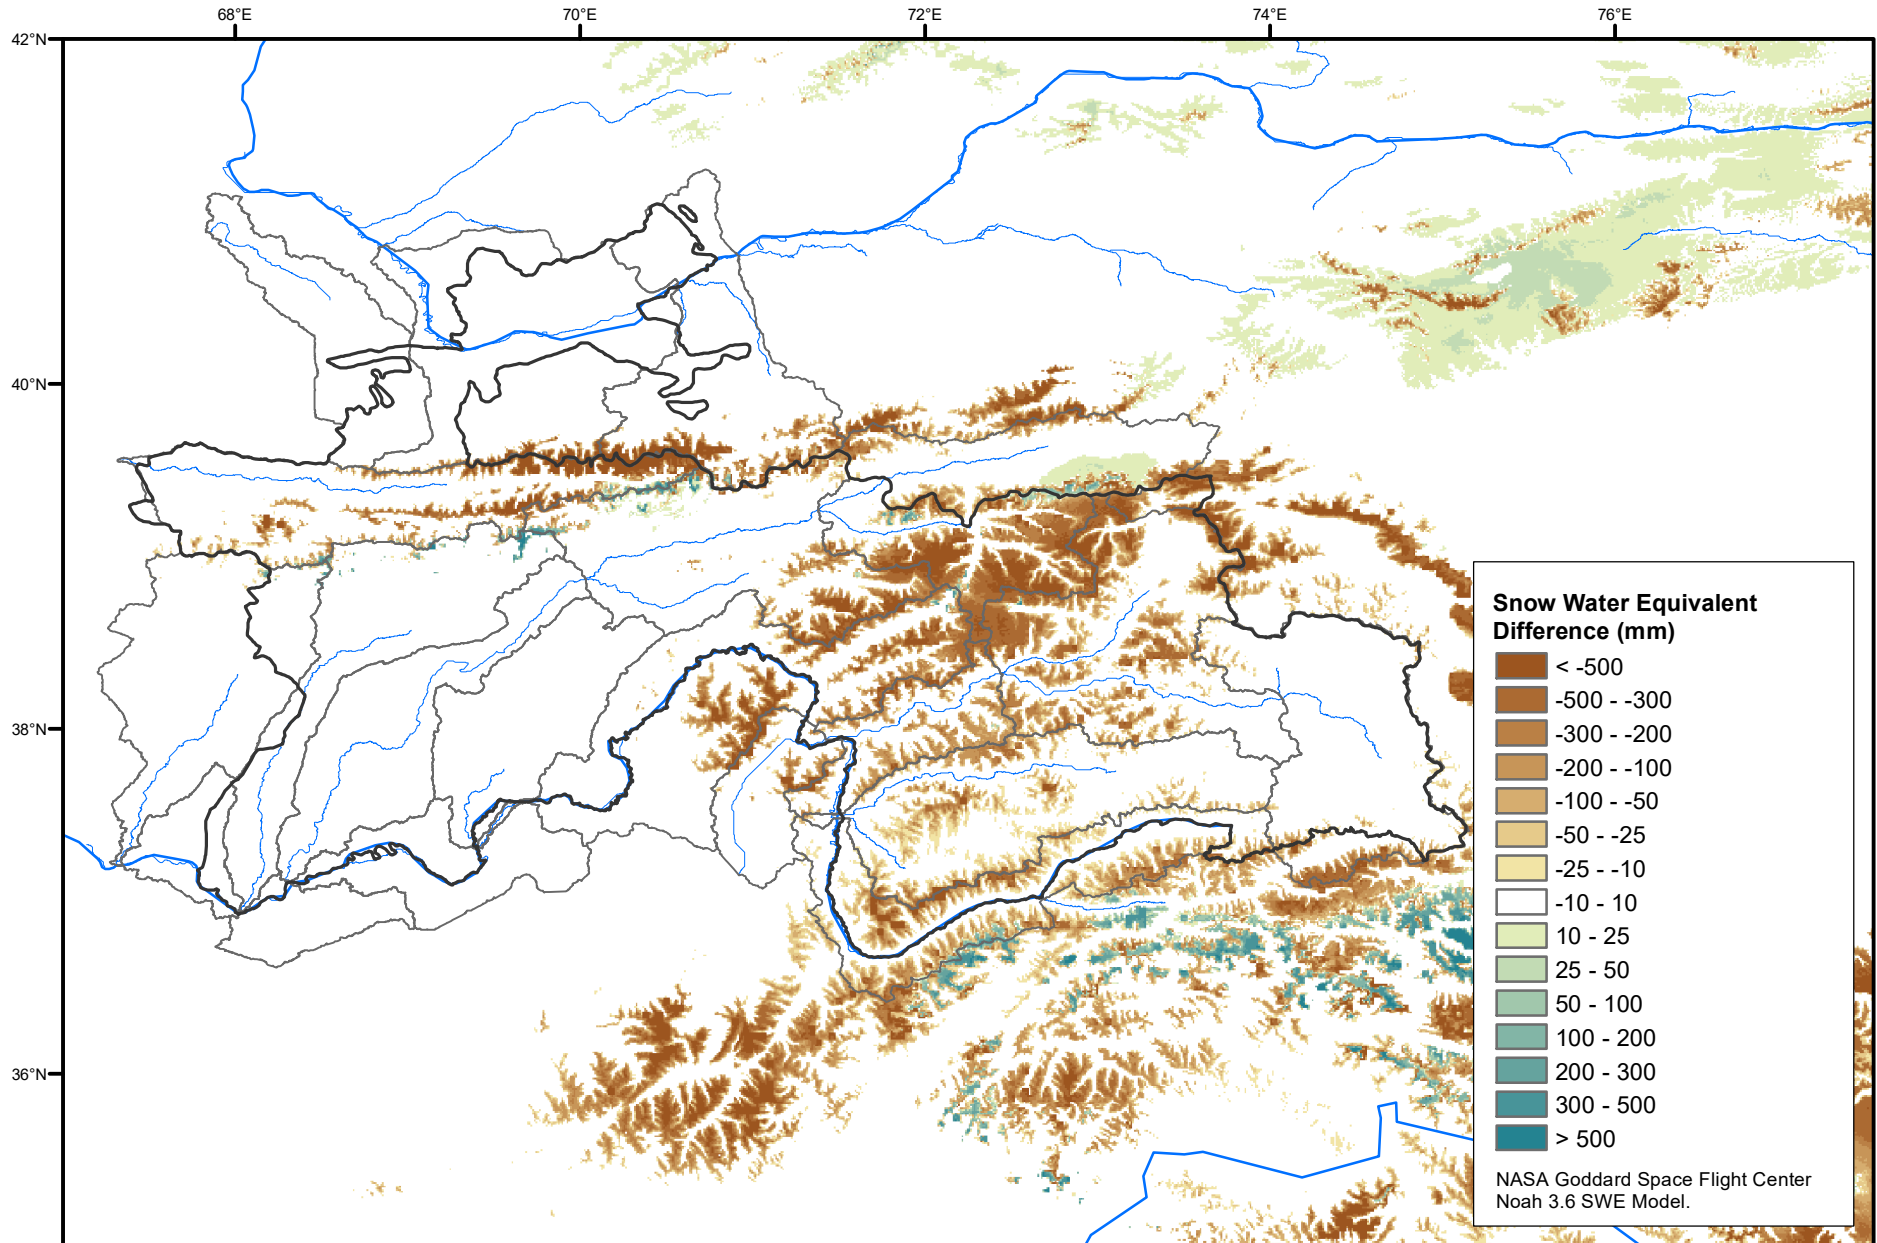 68°E
70°E
72°E
74°E
76°E
42°N
40°N
38°N
36°N
Snow Water Equivalent
Difference (mm)
< -500
-500 - -300
-300 - -200
-200 - -100
-100 - -50
-50 - -25
-25 - -10
-10 - 10
10 - 25
25 - 50
50 - 100
100 - 200
200 - 300
300 - 500
> 500
NASA Goddard Space Flight Center
Noah 3.6 SWE Model.